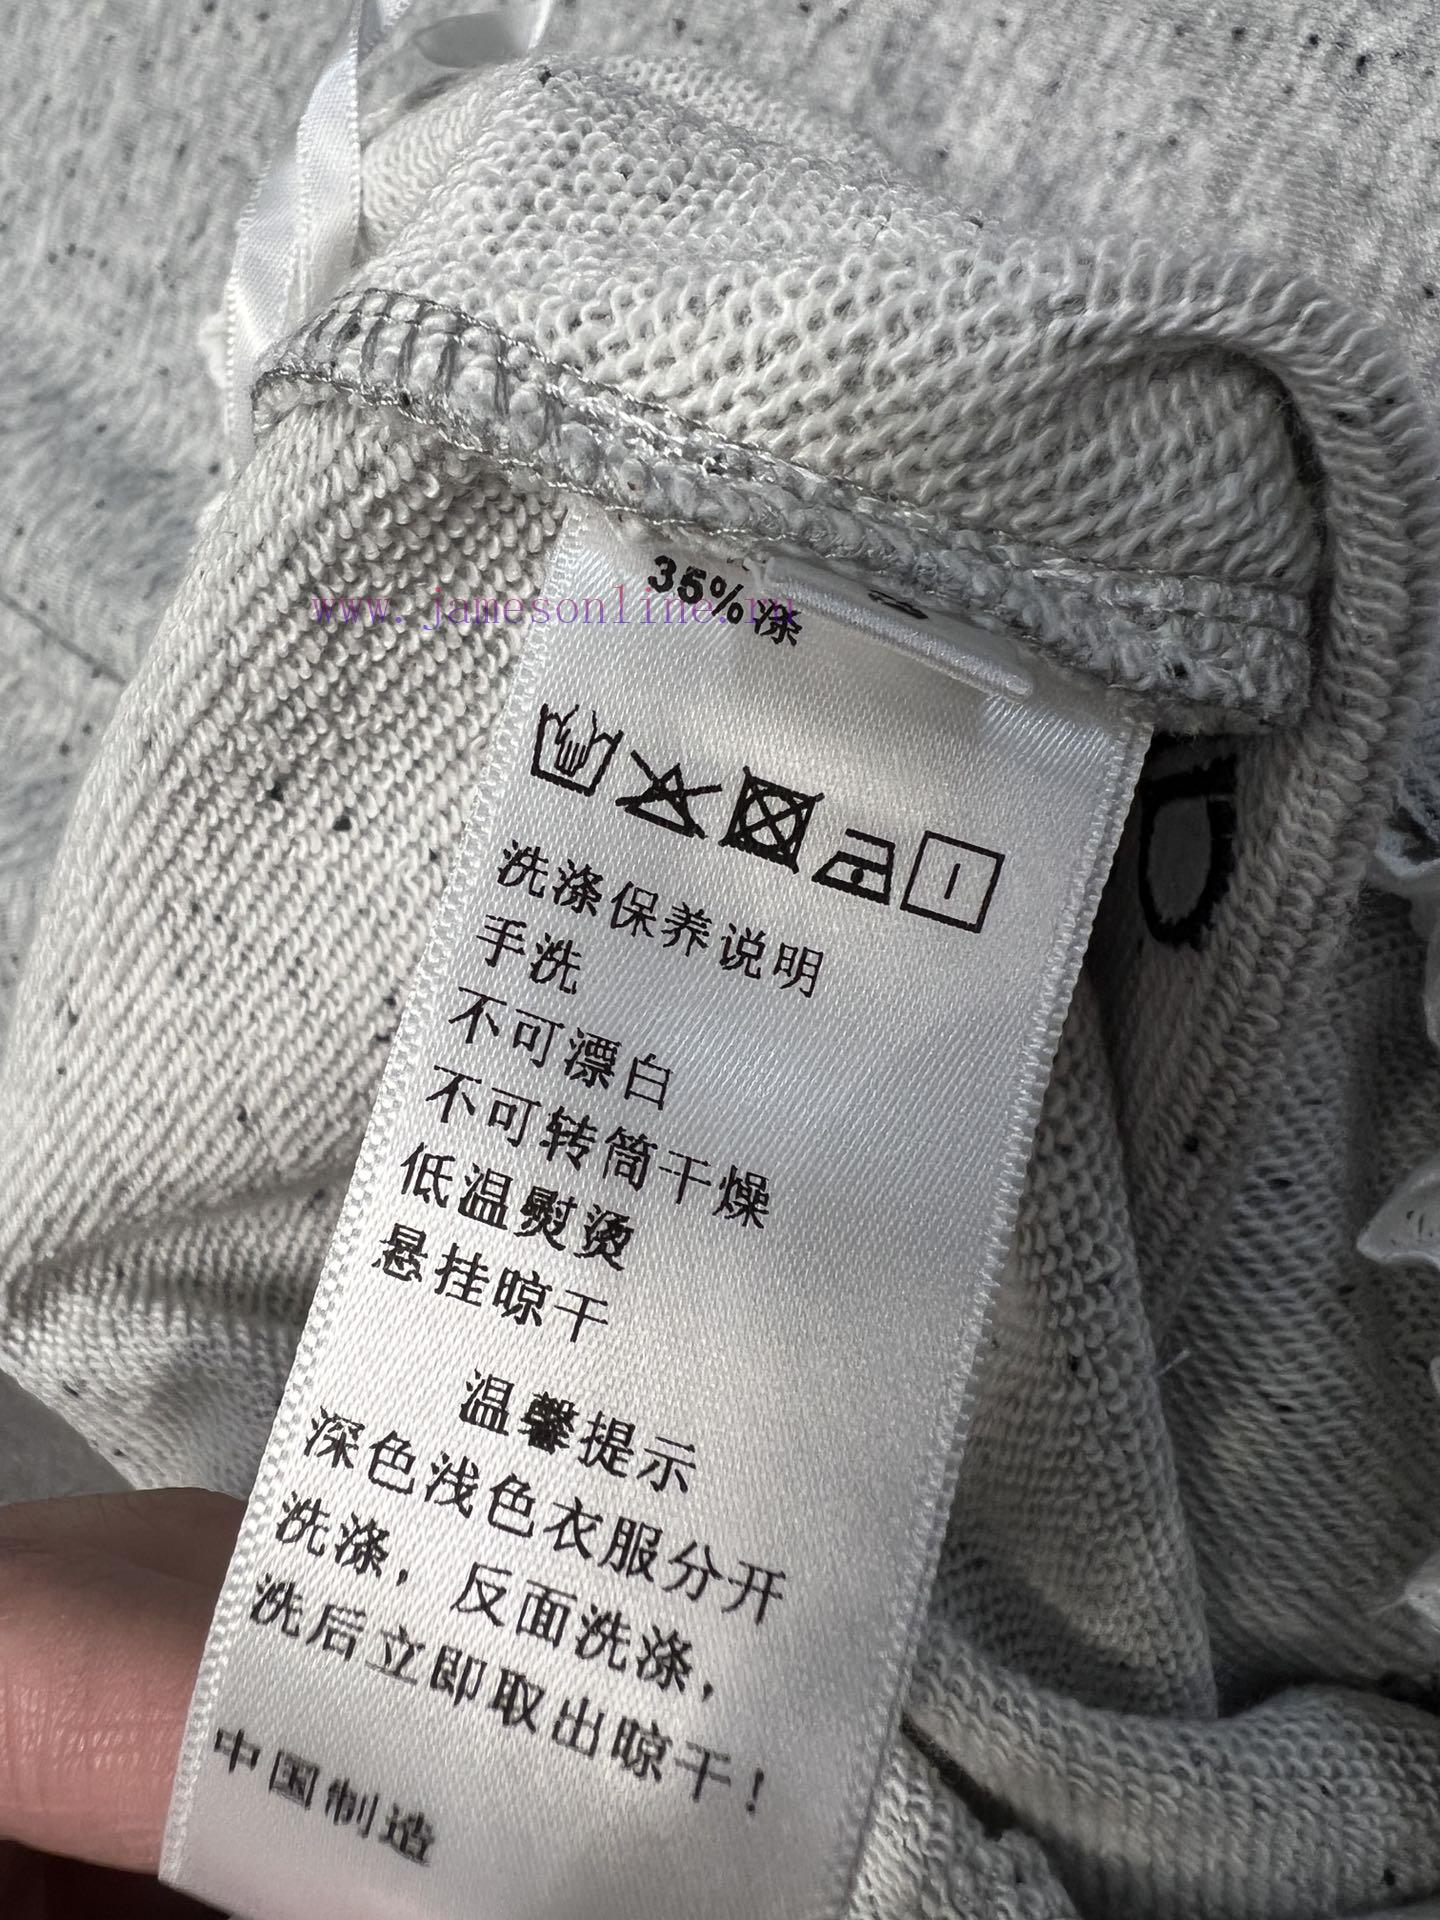 35%涤
www.jamesonline.ru
洗涤保养说明
手洗
不可漂白
不可转筒干燥
低温熨烫
悬挂晾干
温馨提示
深色浅色衣服分开
洗涤，反面洗涤，
洗后立即取出晾干！
中国制造